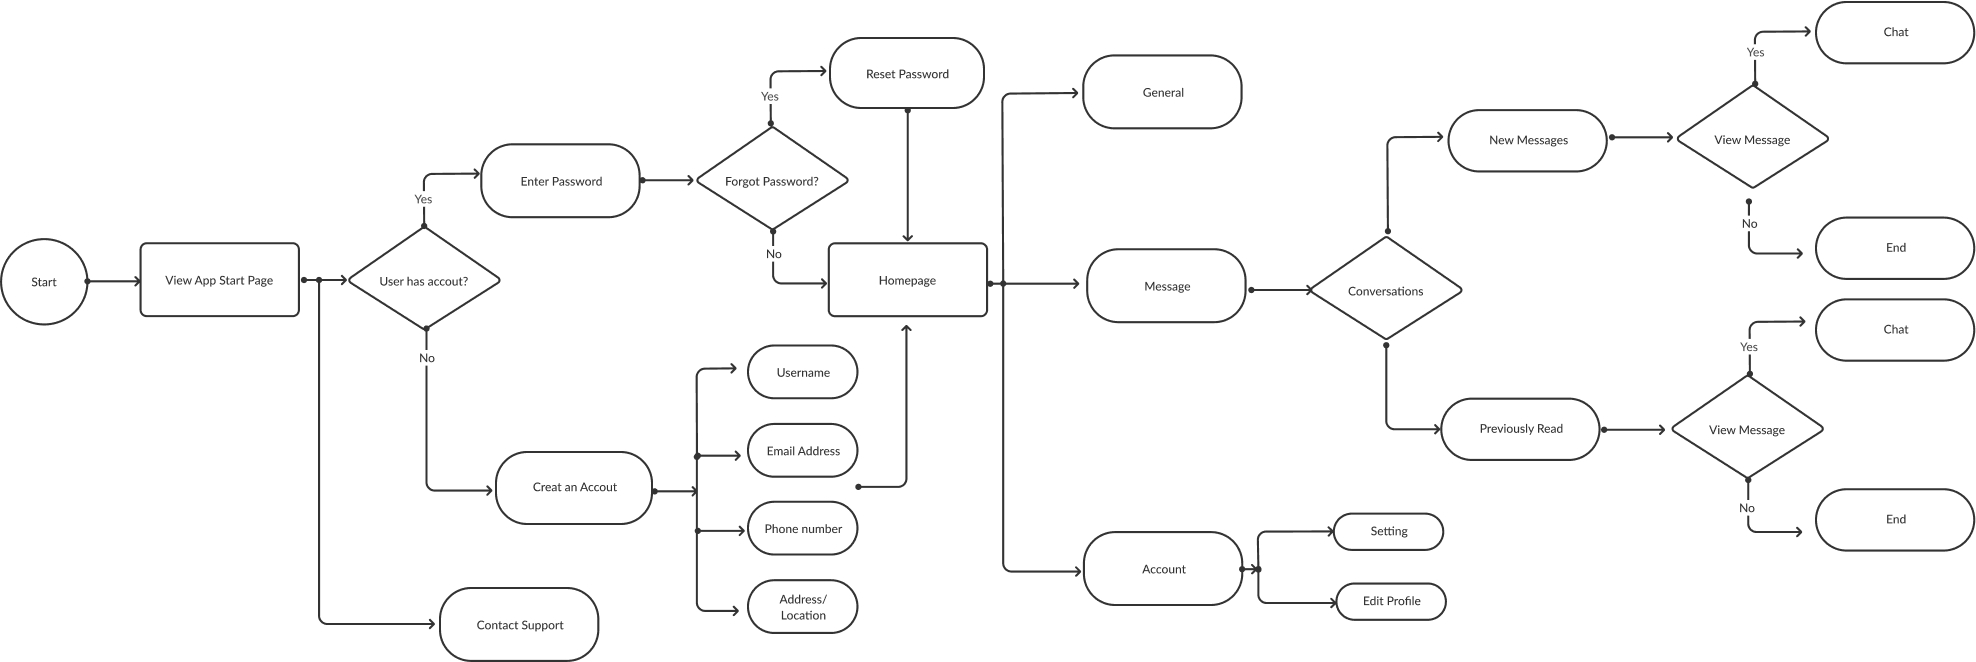 Start
View App Start Page
User has accout?
Yes
No
Enter Password
Forgot Password?
Yes
No
Reset Password
Homepage
Creat an Accout
Username
Email Address
Phone number
Address/
Location
Contact Support
General
Message
Account
Setting
Edit Profile
Conversations
New Messages
View Message
Yes
Chat
No
End
Previously Read
View Message
Yes
Chat
No
End